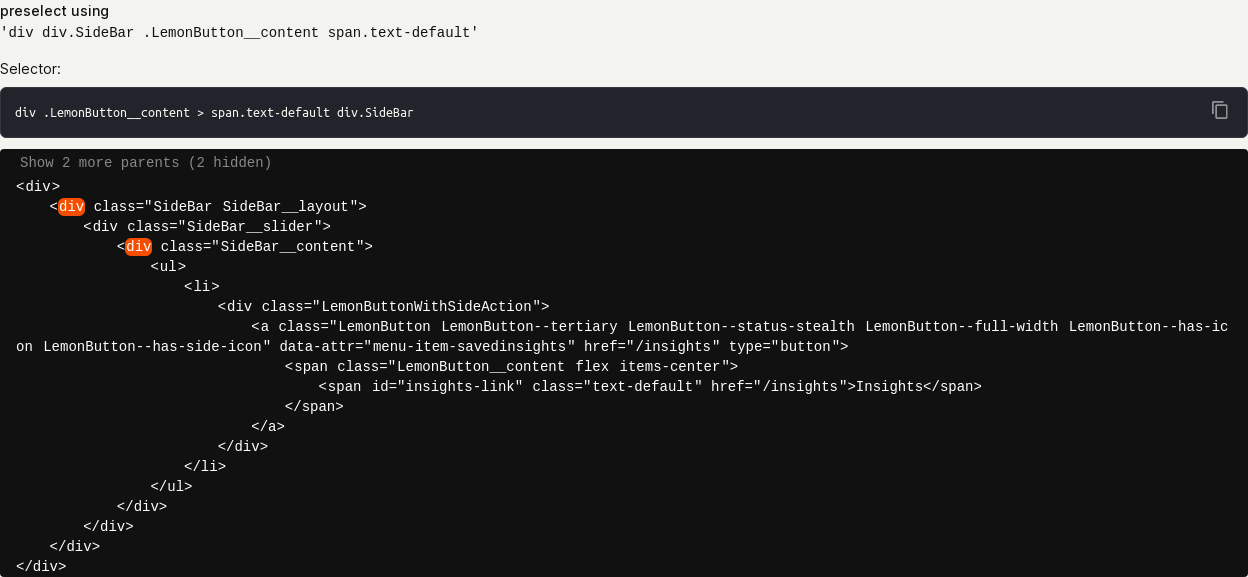 preselect using
'div div.SideBar .LemonButton__content span.text-default'
Selector:
div .LemonButton__content > span.text-default div.SideBar
Show 2 more parents (2 hidden)
<div>
<div class="SideBar SideBar__layout">
<div class="SideBar__slider">
<div class="SideBar__content">
<ul>
<li>
<div class="LemonButtonWithSideAction">
<a class="LemonButton LemonButton--tertiary LemonButton--status-stealth LemonButton--full-width LemonButton--has-ic
on LemonButton--has-side-icon" data-attr="menu-item-savedinsights" href="/insights" type="button">
<span class="LemonButton__content flex items-center">
<span id="insights-link" class="text-default" href="/insights">Insights</span>
</span>
</a>
</div>
</li>
</ul>
</div>
</div>
</div>
</div>